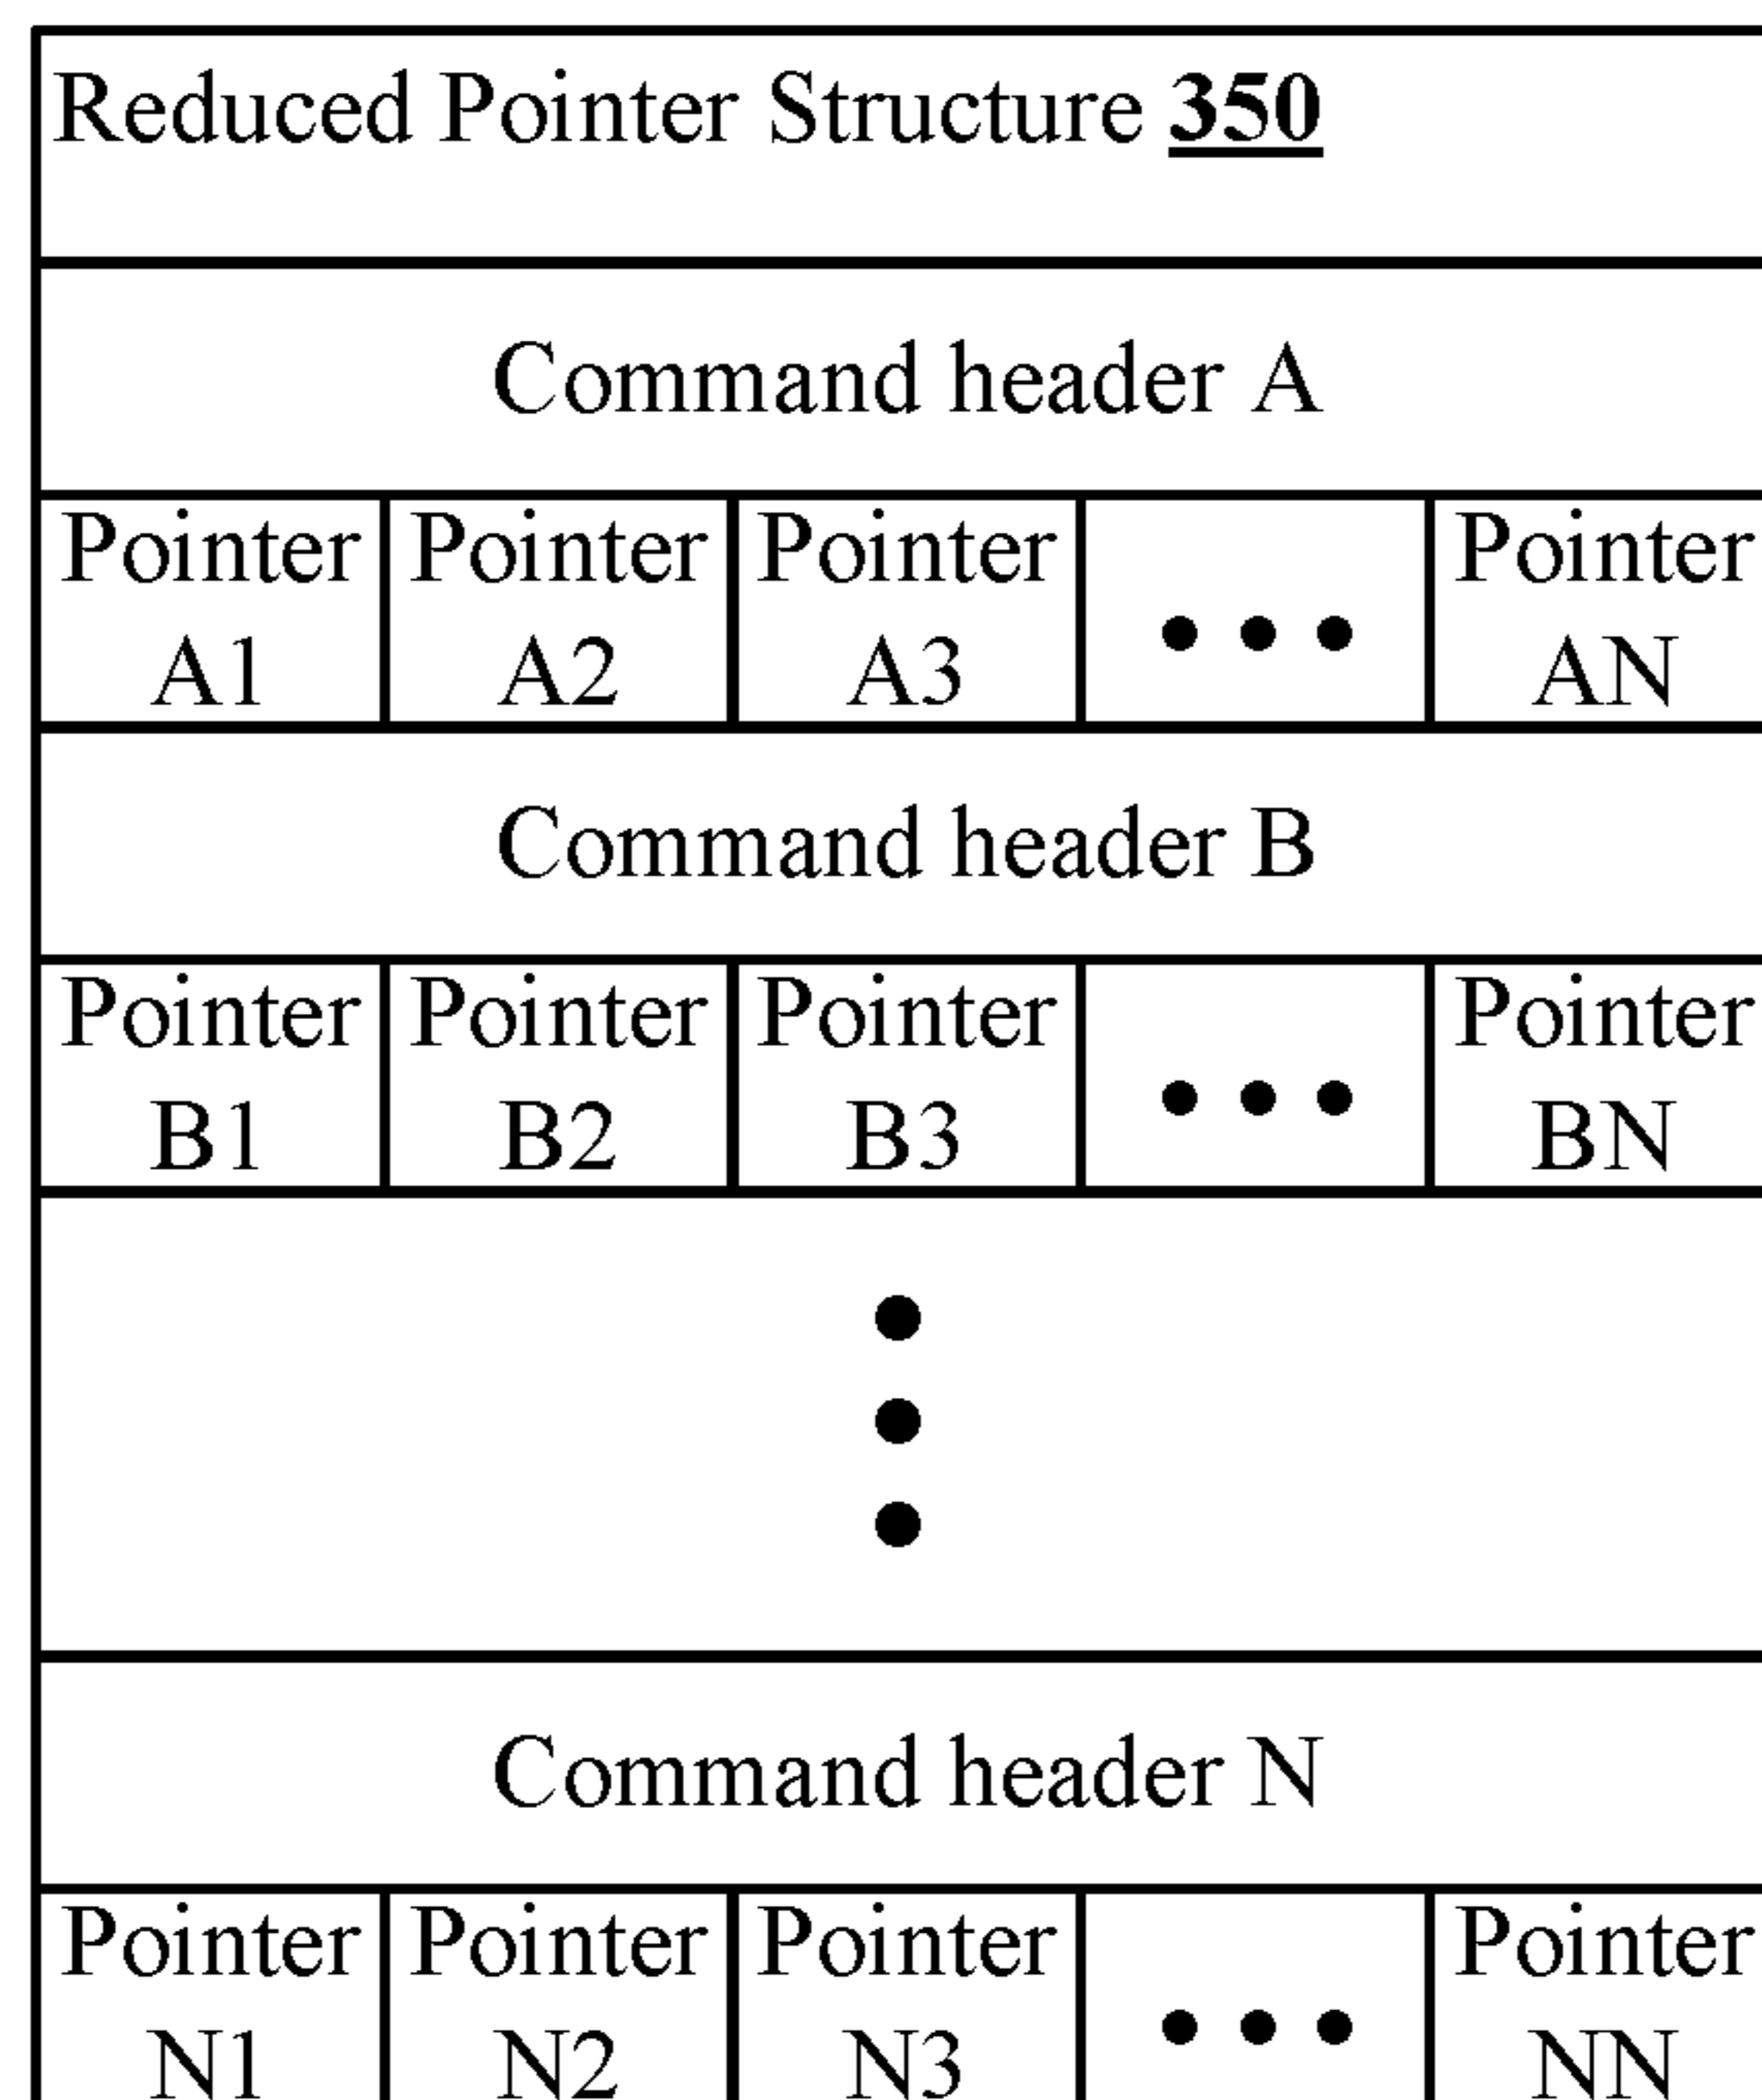 Reduced Pointer Structure 350
Command header A
Pointer A1 Pointer A2 Pointer A3 • • • Pointer AN
Command header B
Pointer B1 Pointer B2 Pointer B3 • • • Pointer BN
•
•
•
Command header N
Pointer N1 Pointer N2 Pointer N3 • • • Pointer NN